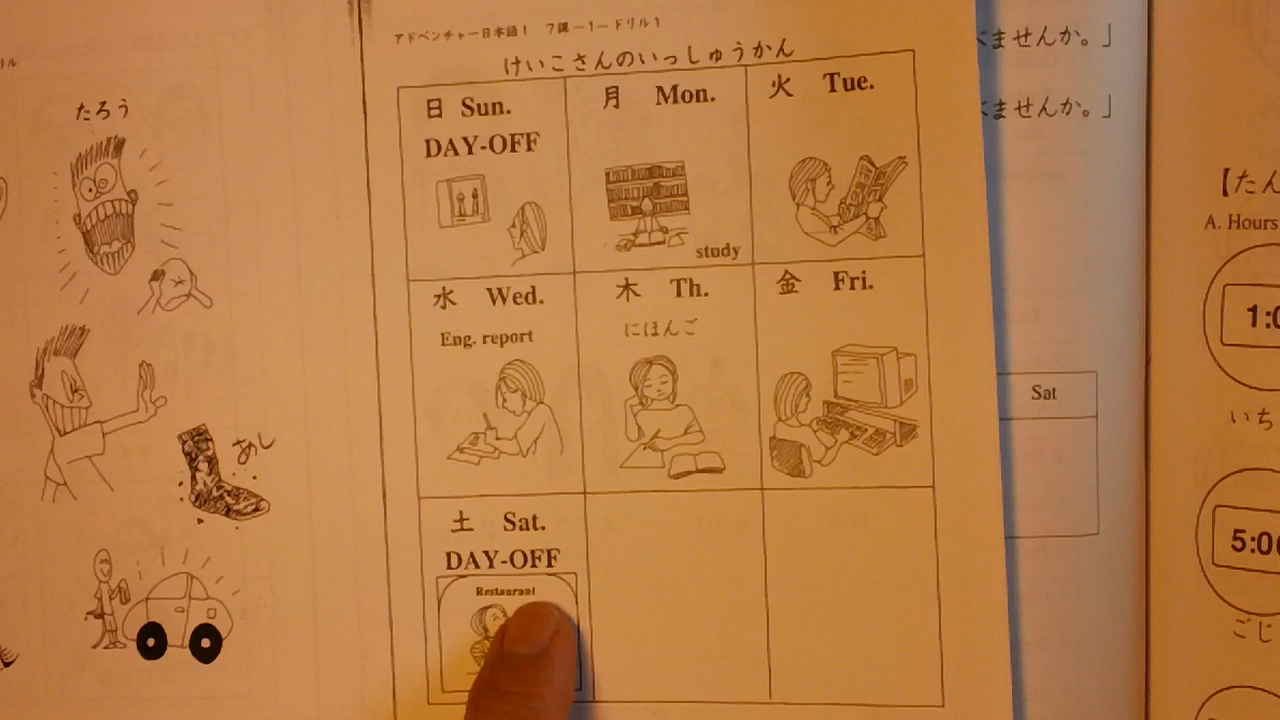 たろう
あし
アドベンチャー日本語1 7課-1-ドリル1
けいこさんのいっしゅうかん
日 Sun.
DAY-OFF
月 Mon.
study
火 Tue.
水 Wed.
Eng. report
木 Th.
にほんご
金 Fri.
土 Sat.
DAY-OFF
Restaurant
ませんか。」
ませんか。」
Sat
【たん
A. Hours
1:0
いち
5:00
ごじ